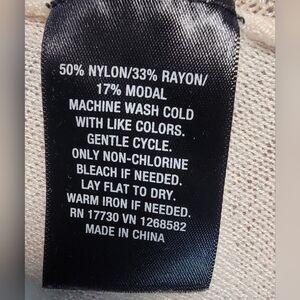 50% NYLON/33% RAYON/
17% MODAL
MACHINE WASH COLD
WITH LIKE COLORS.
GENTLE CYCLE.
ONLY NON-CHLORINE
BLEACH IF NEEDED.
LAY FLAT TO DRY.
WARM IRON IF NEEDED.
RN 17730 VN 1268582
MADE IN CHINA